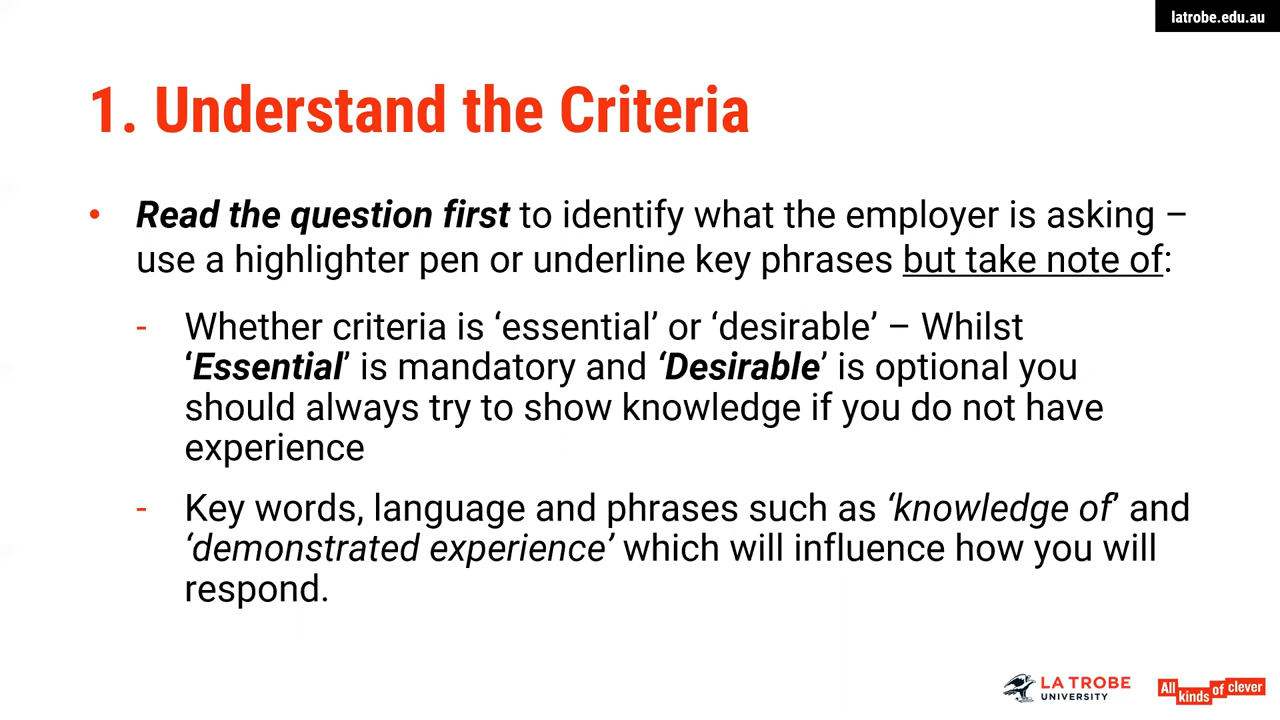 latrobe.edu.au
1. Understand the Criteria
• Read the question first to identify what the employer is asking –
use a highlighter pen or underline key phrases but take note of:
- Whether criteria is ‘essential’ or ‘desirable’ – Whilst
‘Essential’ is mandatory and ‘Desirable’ is optional you
should always try to show knowledge if you do not have
experience
- Key words, language and phrases such as ‘knowledge of’ and
‘demonstrated experience’ which will influence how you will
respond.
LA TROBE
UNIVERSITY
All kinds of clever